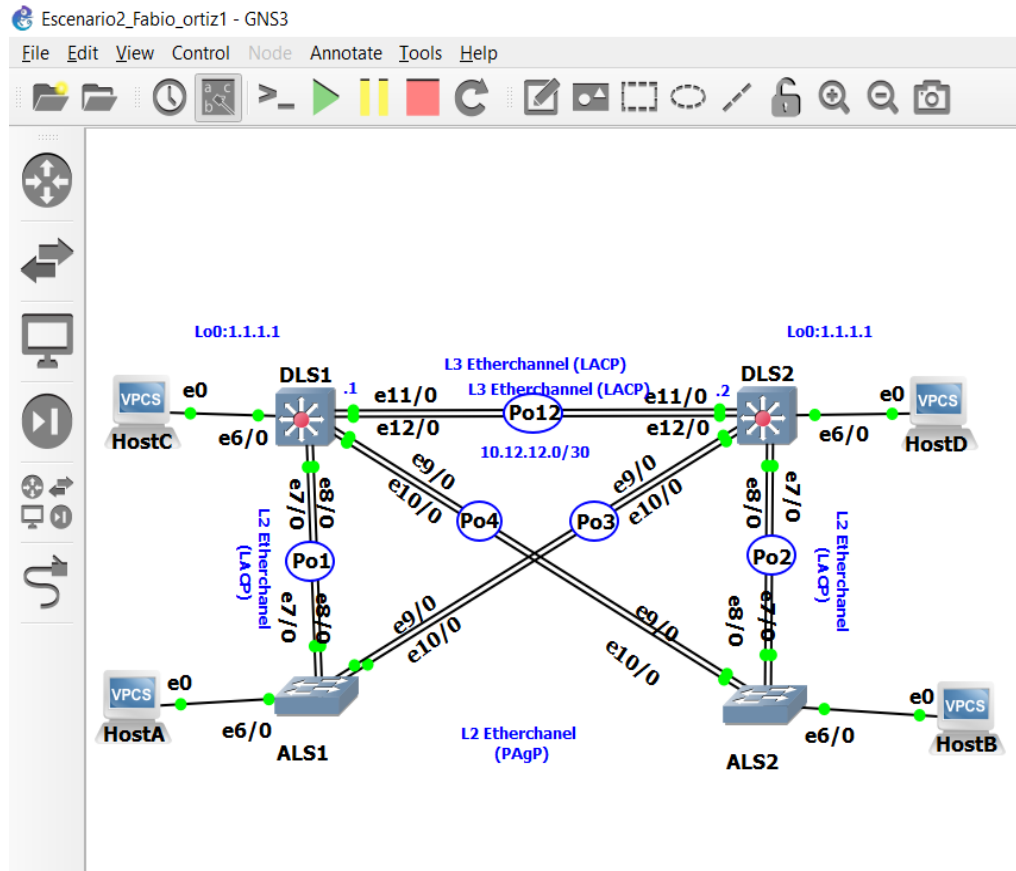 Escenario2_Fabio_ortiz1 - GNS3
File Edit View Control Node Annotate Tools Help
Lo0:1.1.1.1
Lo0:1.1.1.1
L3 Etherchannel (LACP)
L3 Etherchannel (LACP)
DLS1
DLS2
.1
.2
e0
e11/0
e11/0
e0
VPCS
VPCS
Po12
HostC
HostD
e6/0
e12/0
e12/0
e6/0
10.12.12.0/30
e9/0
e10/0
e9/0
e10/0
e7/0
e8/0
e8/0
e7/0
Po4
Po3
L2 Etherchanel
(LACP)
L2 Etherchanel
(LACP)
Po1
Po2
e7/0
e8/0
e9/0
e10/0
e9/0
e10/0
e8/0
e7/0
e0
VPCS
HostA
e6/0
ALS1
L2 Etherchanel
(PAgP)
ALS2
e6/0
e0
VPCS
HostB